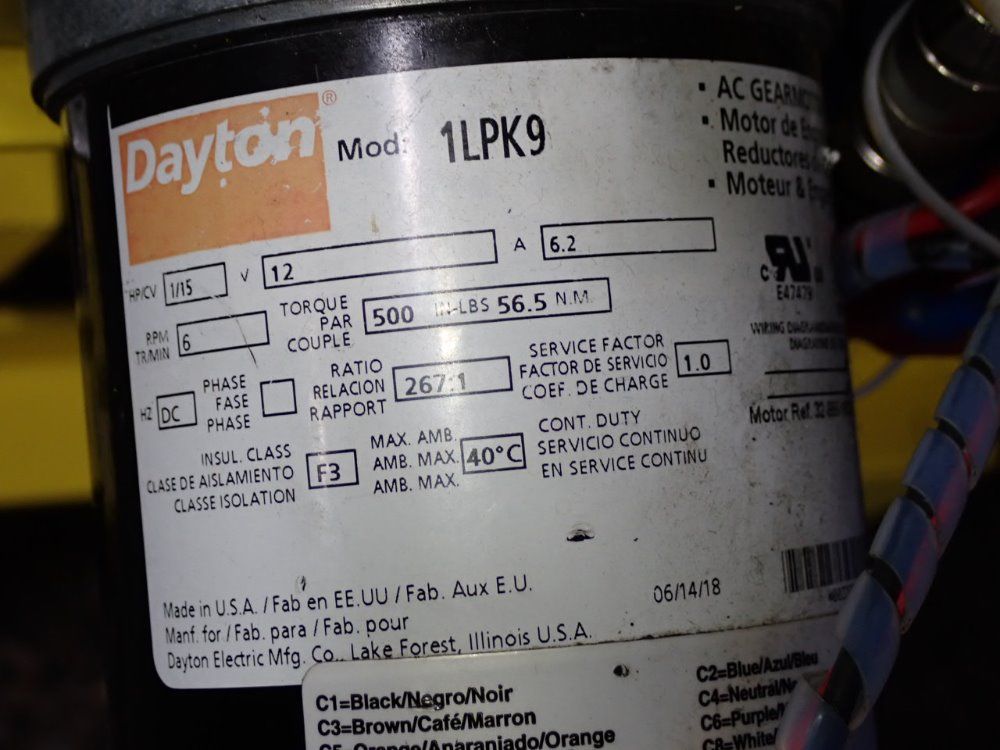 Dayton®
Mod: 1LPK9
▪ AC
▪ Motor de
Reductores
▪ Moteur &
HP/CV 1/15 V 12 A 6.2
RPM
TR/MIN 6
TORQUE
PAR
COUPLE
500 IN-LBS 56.5 N.M.
HZ DC
PHASE
FASE
PHASE
RATIO
RELACION
RAPPORT
267:1
SERVICE FACTOR
FACTOR DE SERVICIO
COEF. DE CHARGE
1.0
INSUL. CLASS
CLASE DE AISLAMIENTO
CLASSE ISOLATION
F3
MAX. AMB.
AMB. MAX.
AMB. MAX.
40°C
CONT. DUTY
SERVICIO CONTINUO
EN SERVICE CONTINU
E47479
WIRING
Motor Ref.
Made in U.S.A. / Fab en EE.UU / Fab. Aux E.U.
Manf. for / Fab. para / Fab. pour
Dayton Electric Mfg. Co., Lake Forest, Illinois U.S.A.
06/14/18
C1=Black/Negro/Noir
C2=Blue/Azul/Bleu
C3=Brown/Café/Marron
C5=Orange/Anaranjado/Orange